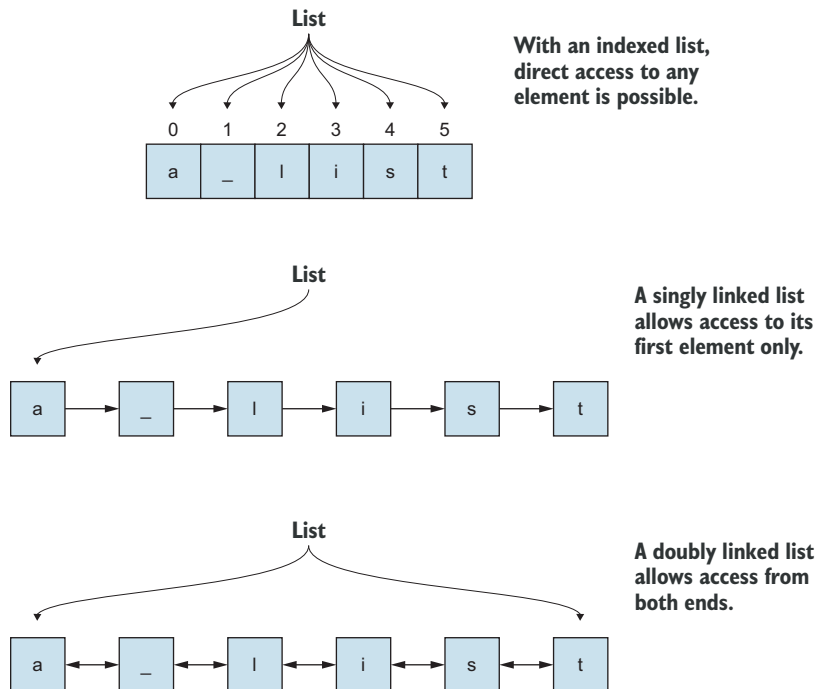 List
With an indexed list,
direct access to any
element is possible.
0 1 2 3 4 5
a _ l i s t
List
A singly linked list
allows access to its
first element only.
a _ l i s t
List
A doubly linked list
allows access from
both ends.
a _ l i s t